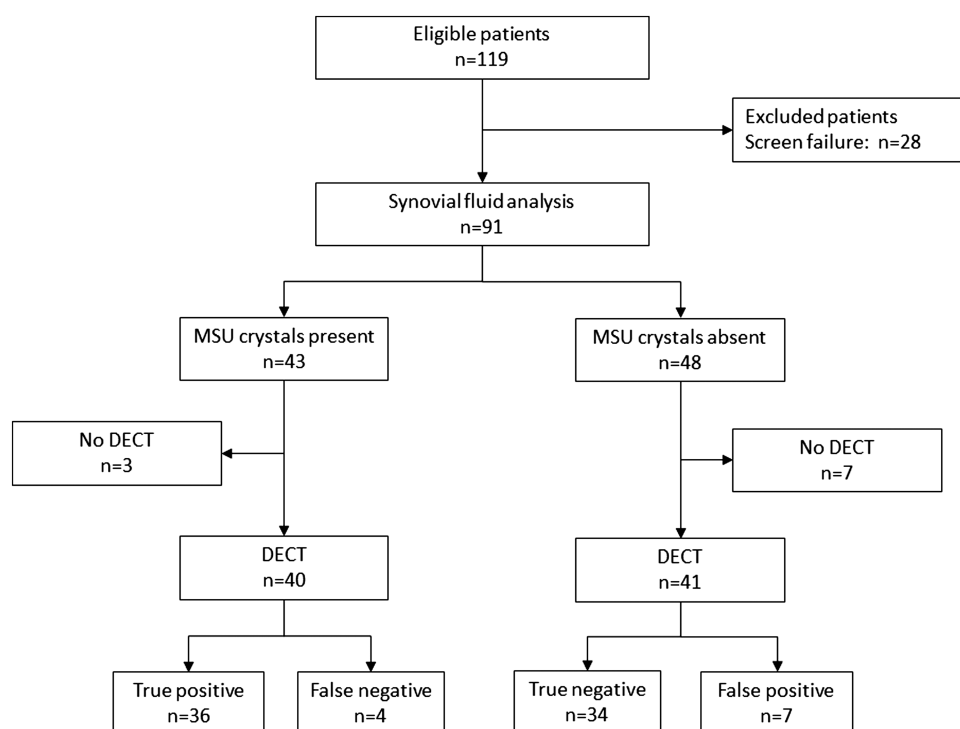 Eligible patients
n=119
Excluded patients
Screen failure: n=28
Synovial fluid analysis
n=91
MSU crystals present
n=43
MSU crystals absent
n=48
No DECT
n=3
No DECT
n=7
DECT
n=40
DECT
n=41
True positive
n=36
False negative
n=4
True negative
n=34
False positive
n=7